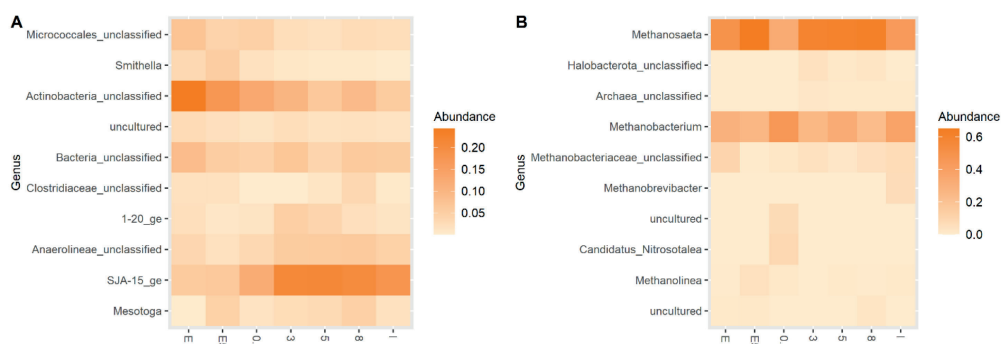 A
Genus
Micrococcales_unclassified
Smithella
Actinobacteria_unclassified
uncultured
Bacteria_unclassified
Clostridiaceae_unclassified
1-20_ge
Anaerolineae_unclassified
SJA-15_ge
Mesotoga
E
E
0.
3
5
8
I
Abundance
0.20
0.15
0.10
0.05
B
Genus
Methanosaeta
Halobacterota_unclassified
Archaea_unclassified
Methanobacterium
Methanobacteriaceae_unclassified
Methanobrevibacter
uncultured
Candidatus_Nitrosotalea
Methanolinea
uncultured
E
E
0.
3
5
8
I
Abundance
0.6
0.4
0.2
0.0